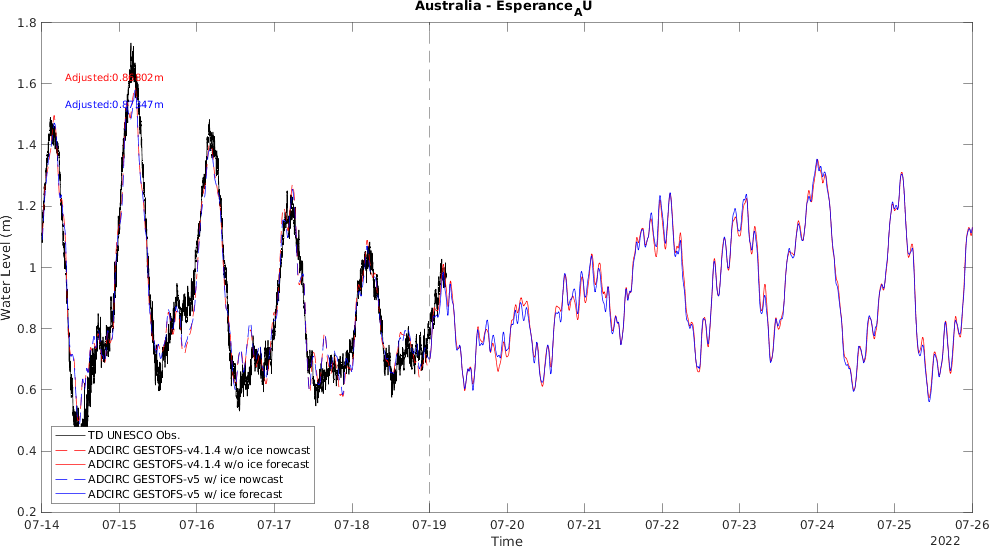 Australia - Esperance_AU
1.8
1.6
1.4
1.2
1
0.8
0.6
0.4
0.2
Water Level (m)
TD UNESCO Obs.
ADCIRC GESTOFS-v4.1.4 w/o ice nowcast
ADCIRC GESTOFS-v4.1.4 w/o ice forecast
ADCIRC GESTOFS-v5 w/ ice nowcast
ADCIRC GESTOFS-v5 w/ ice forecast
07-14 07-15 07-16 07-17 07-18 07-19 07-20 07-21 07-22 07-23 07-24 07-25 07-26
Time
2022